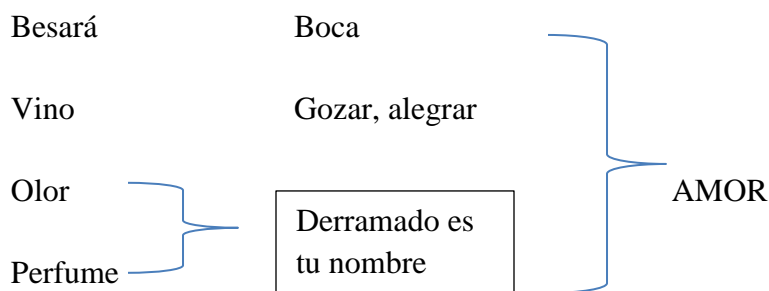 Besará Boca
Vino Gozar, alegrar
Olor
AMOR
Derramado es
tu nombre
Perfume